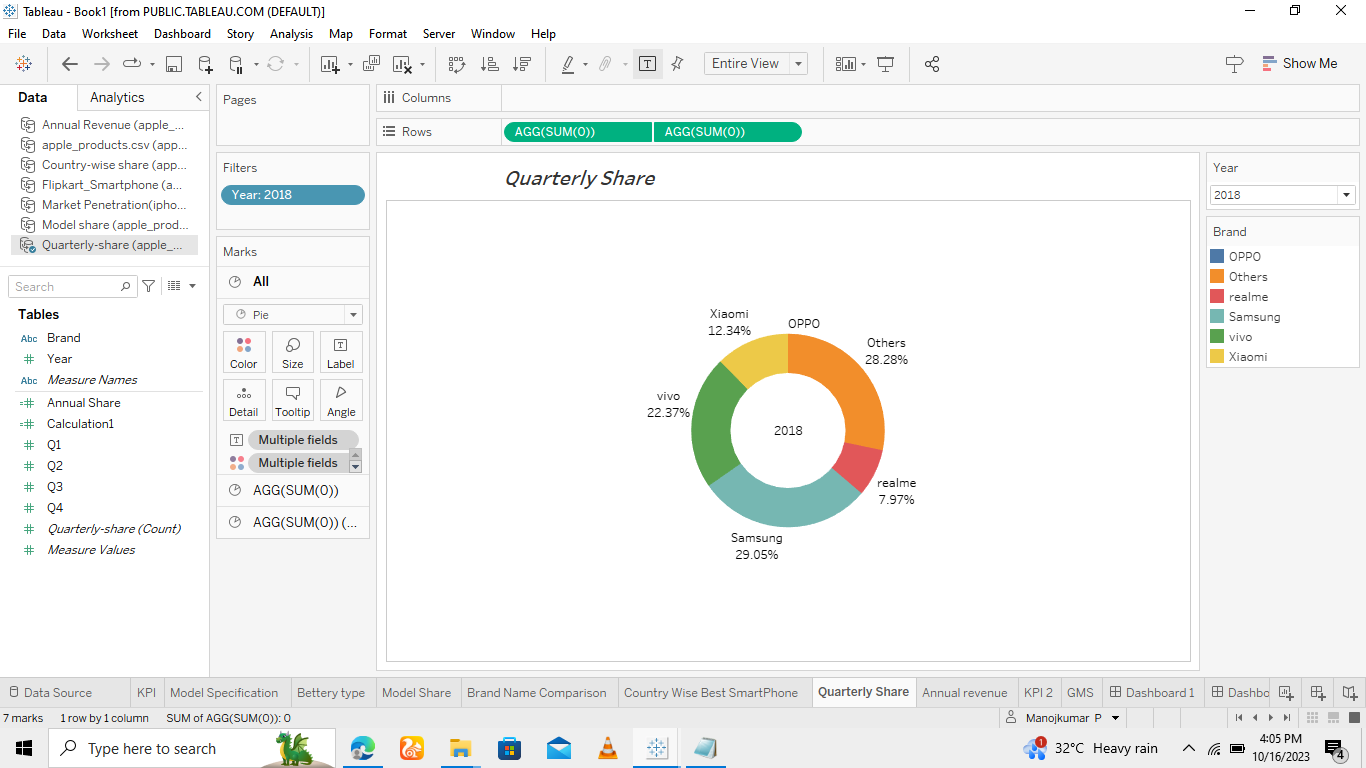 Tableau - Book1 [from PUBLIC.TABLEAU.COM (DEFAULT)]
File Data Worksheet Dashboard Story Analysis Map Format Server Window Help
Entire View
Show Me
Data Analytics
Annual Revenue (apple_...
apple_products.csv (app...
Country-wise share (app...
Flipkart_Smartphone (a...
Market Penetration(ipho...
Model share (apple_prod...
Quarterly-share (apple_...
Search
Tables
Abc Brand
Year
Abc Measure Names
Annual Share
Calculation1
Q1
Q2
Q3
Q4
Quarterly-share (Count)
Measure Values
Pages
Filters
Year: 2018
Marks
All
Pie
Color Size Label
Detail Tooltip Angle
Multiple fields
Multiple fields
AGG(SUM(0))
AGG(SUM(0)) (...
Columns
Rows AGG(SUM(0)) AGG(SUM(0))
Quarterly Share
Xiaomi
12.34%
OPPO
Others
28.28%
vivo
22.37%
2018
realme
7.97%
Samsung
29.05%
Year
2018
Brand
OPPO
Others
realme
Samsung
vivo
Xiaomi
Data Source KPI Model Specification Bettery type Model Share Brand Name Comparison Country Wise Best SmartPhone Quarterly Share Annual revenue KPI 2 GMS Dashboard 1 Dashbo
7 marks 1 row by 1 column SUM of AGG(SUM(0)): 0
Manojkumar P
Type here to search
1
32°C Heavy rain
4:05 PM
10/16/2023
4